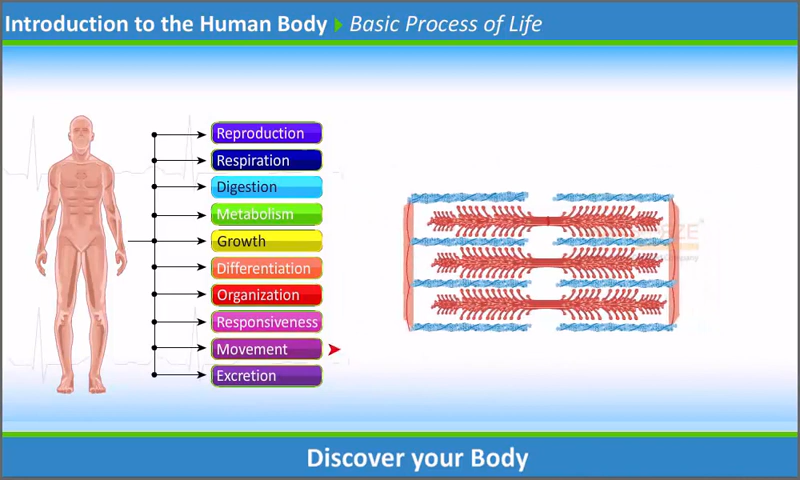 Introduction to the Human Body Basic Process of Life
Reproduction
Respiration
Digestion
Metabolism
Growth
Differentiation
Organization
Responsiveness
Movement
Excretion
Discover your Body